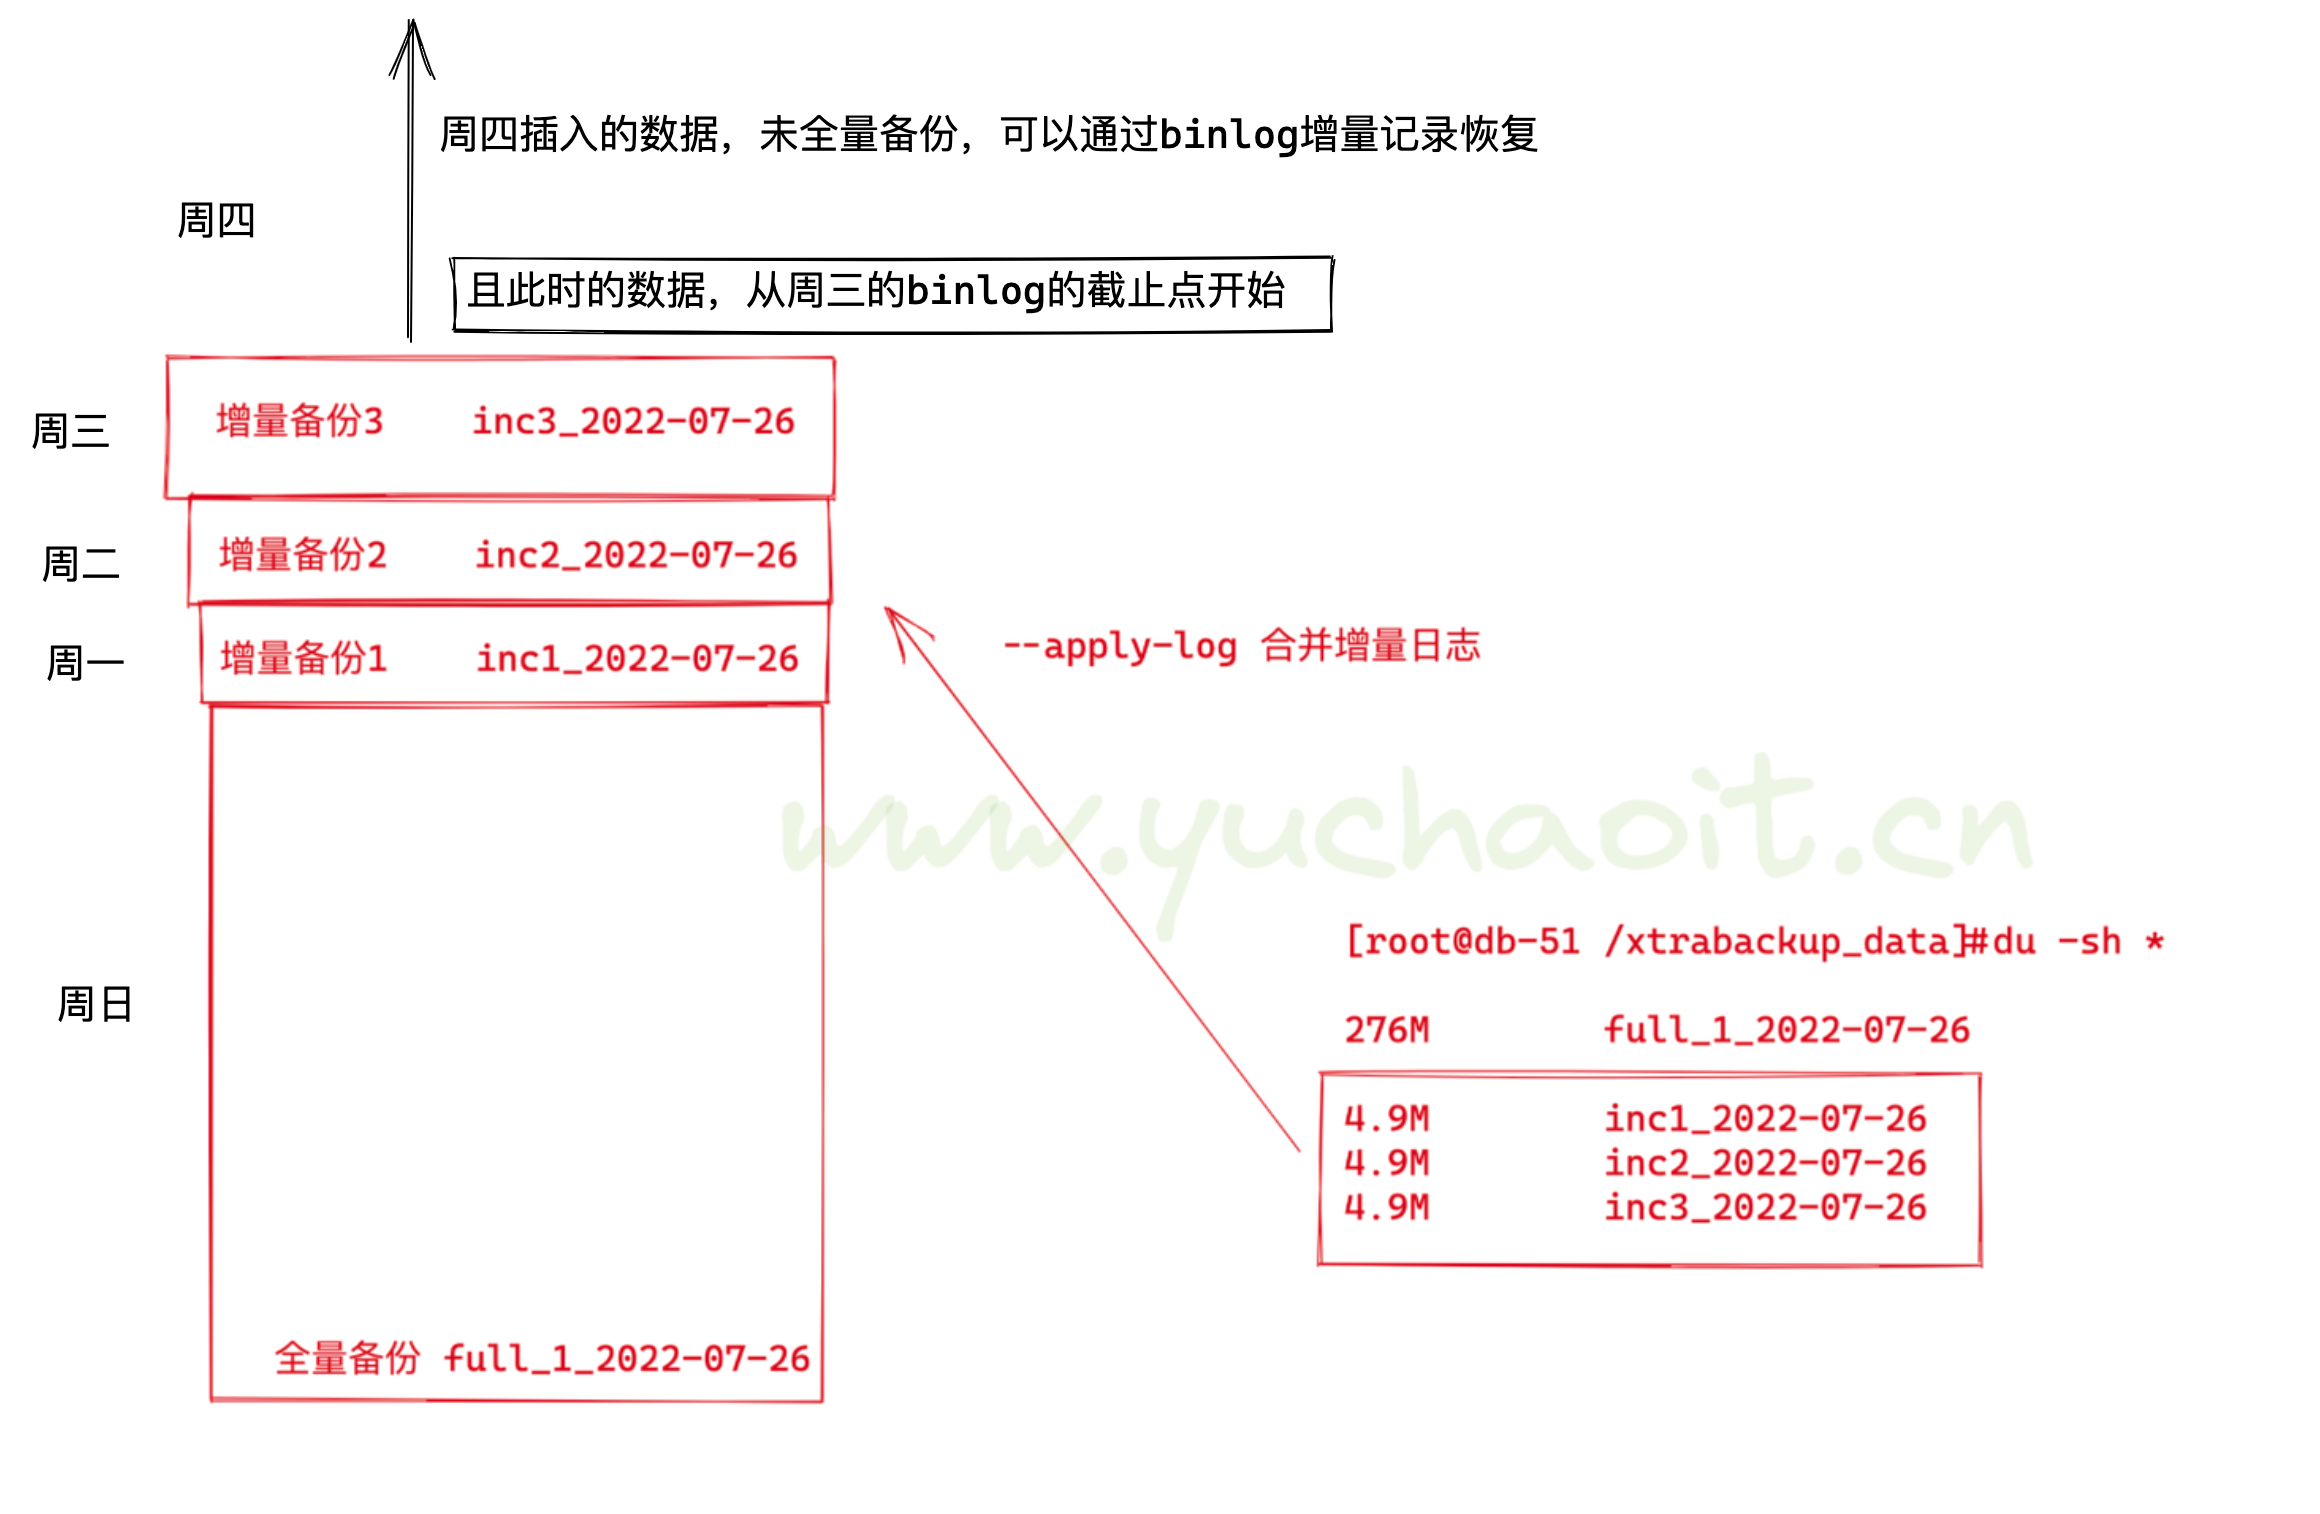 周四插入的数据，未全量备份，可以通过binlog增量记录恢复
周四
且此时的数据，从周三的binlog的截止点开始
周三
增量备份3 inc3_2022-07-26
周二
增量备份2 inc2_2022-07-26
周一
增量备份1 inc1_2022-07-26
--apply-log 合并增量日志
www.yuchaoit.cn
[root@db-51 /xtrabackup_data]#du -sh *
周日
276M full_1_2022-07-26
4.9M inc1_2022-07-26
4.9M inc2_2022-07-26
4.9M inc3_2022-07-26
全量备份 full_1_2022-07-26